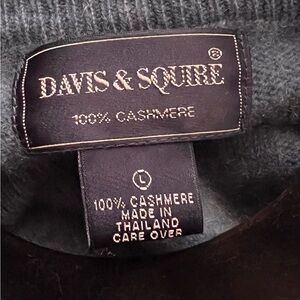 ®
DAVIS & SQUIRE
100% CASHMERE
L
100% CASHMERE
MADE IN
THAILAND
CARE OVER